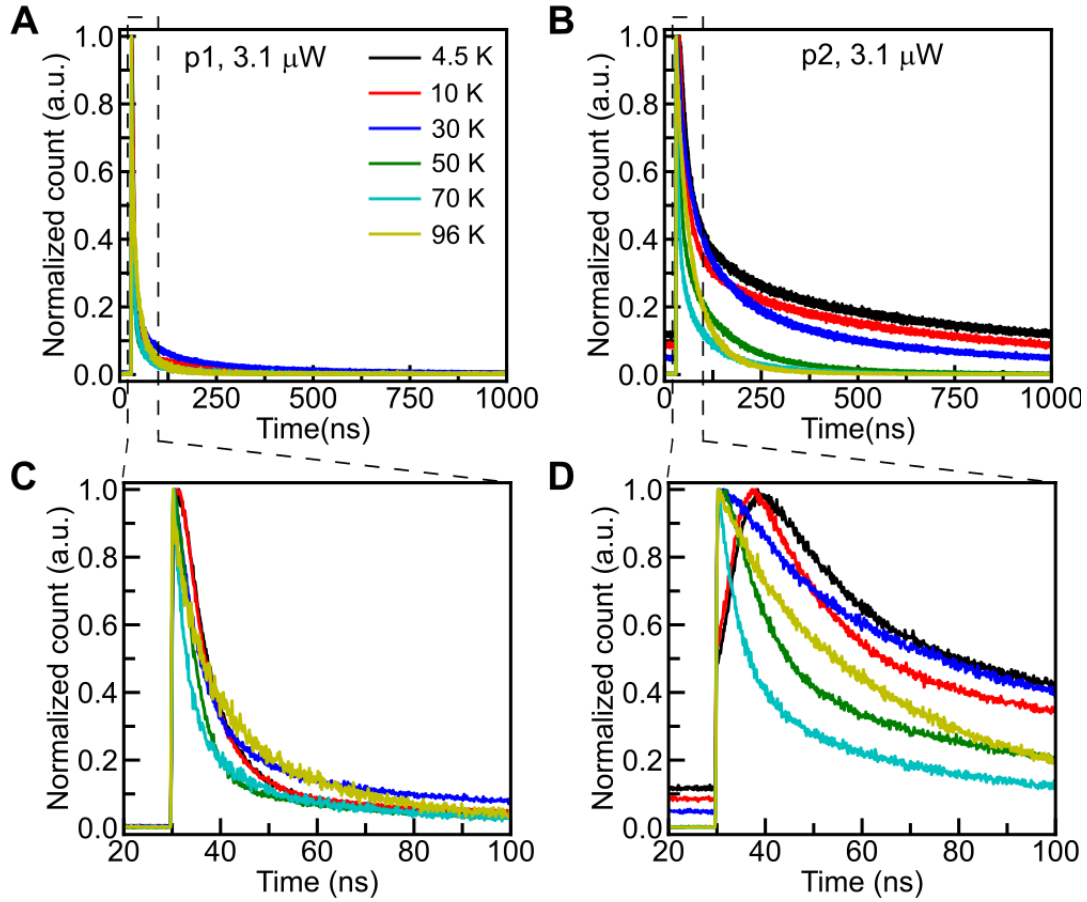 A
B
p1, 3.1 μW
p2, 3.1 μW
4.5 K
10 K
30 K
50 K
70 K
96 K
Normalized count (a.u.)
1.0
0.8
0.6
0.4
0.2
0.0
0
250
500
750
1000
Time(ns)
Normalized count (a.u.)
1.0
0.8
0.6
0.4
0.2
0.0
0
250
500
750
1000
Time(ns)
C
D
Normalized count (a.u.)
1.0
0.8
0.6
0.4
0.2
0.0
20
40
60
80
100
Time (ns)
Normalized count (a.u.)
1.0
0.8
0.6
0.4
0.2
0.0
20
40
60
80
100
Time (ns)